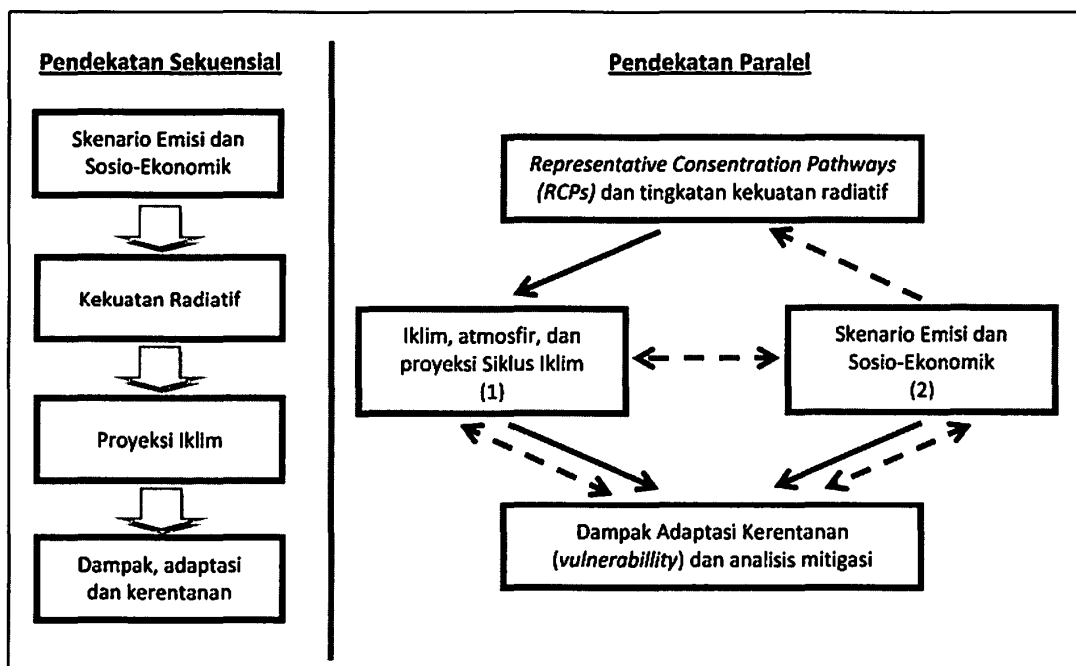 Pendekatan Sekuensial
Skenario Emisi dan
Sosio-Ekonomik
Kekuatan Radiatif
Proyeksi Iklim
Dampak, adaptasi
dan kerentanan
Pendekatan Paralel
Representative Consentration Pathways
(RCPs) dan tingkatan kekuatan radiatif
Iklim, atmosfir, dan
proyeksi Siklus Iklim
(1)
Skenario Emisi dan
Sosio-Ekonomik
(2)
Dampak Adaptasi Kerentanan
(vulnerabillity) dan analisis mitigasi